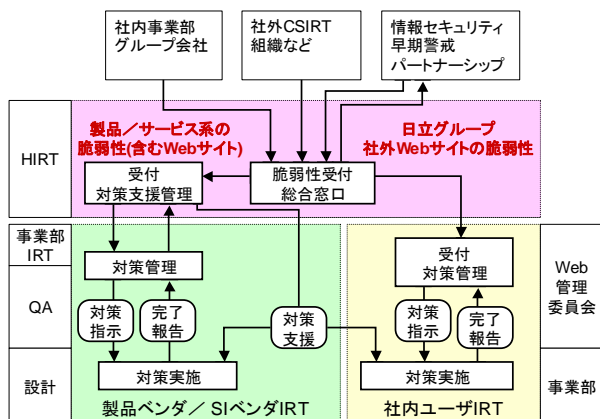 社内事業部
グループ会社
社外CSIRT
組織など
情報セキュリティ
早期警戒
パートナーシップ
HIRT
製品／サービス系の
脆弱性(含むWebサイト)
日立グループ
社外Webサイトの脆弱性
受付
対策支援管理
脆弱性受付
総合窓口
事業部
IRT
対策管理
受付
対策管理
Web
管理
委員会
QA
対策
指示
完了
報告
対策
支援
対策
指示
完了
報告
設計
対策実施
対策実施
事業部
製品ベンダ／ SIベンダIRT
社内ユーザIRT